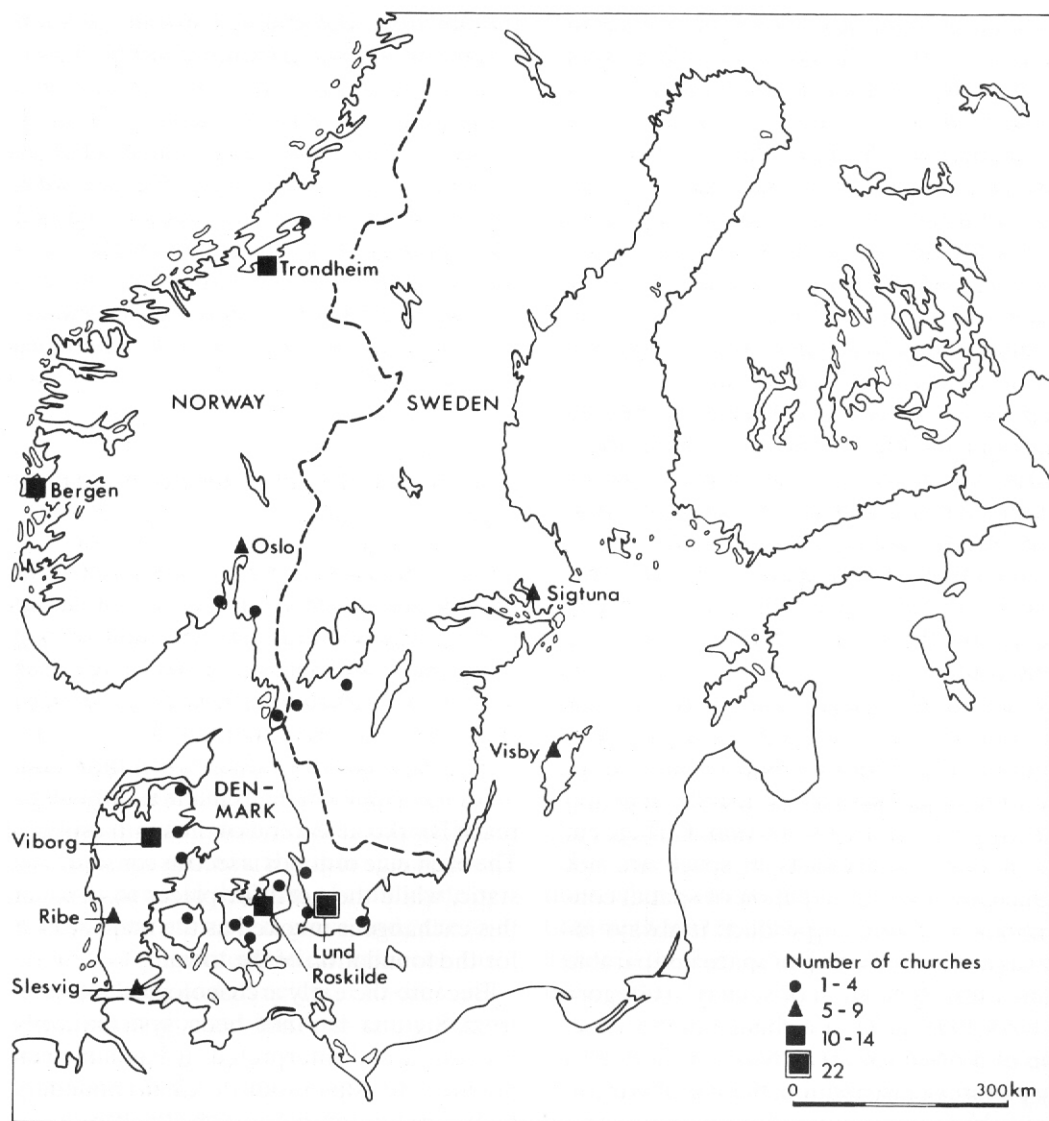 Trondheim
NORWAY
SWEDEN
Bergen
Oslo
Sigtuna
Visby
DEN–
MARK
Viborg
Ribe
Lund
Roskilde
Slesvig
Number of churches
1-4
5-9
10-14
22
0 300km